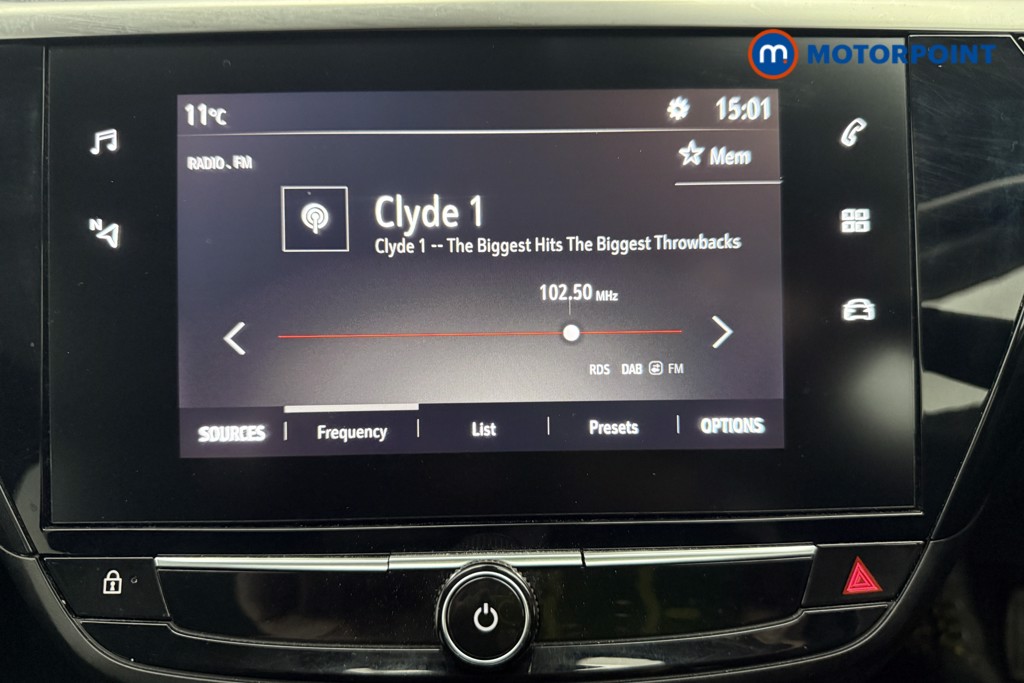 m. MOTORPOINT
11°C 15:01
RADIO - FM
Mem
Clyde 1
Clyde 1 -- The Biggest Hits The Biggest Throwbacks
102.50 MHz
RDS DAB FM
SOURCES Frequency List Presets OPTIONS
N